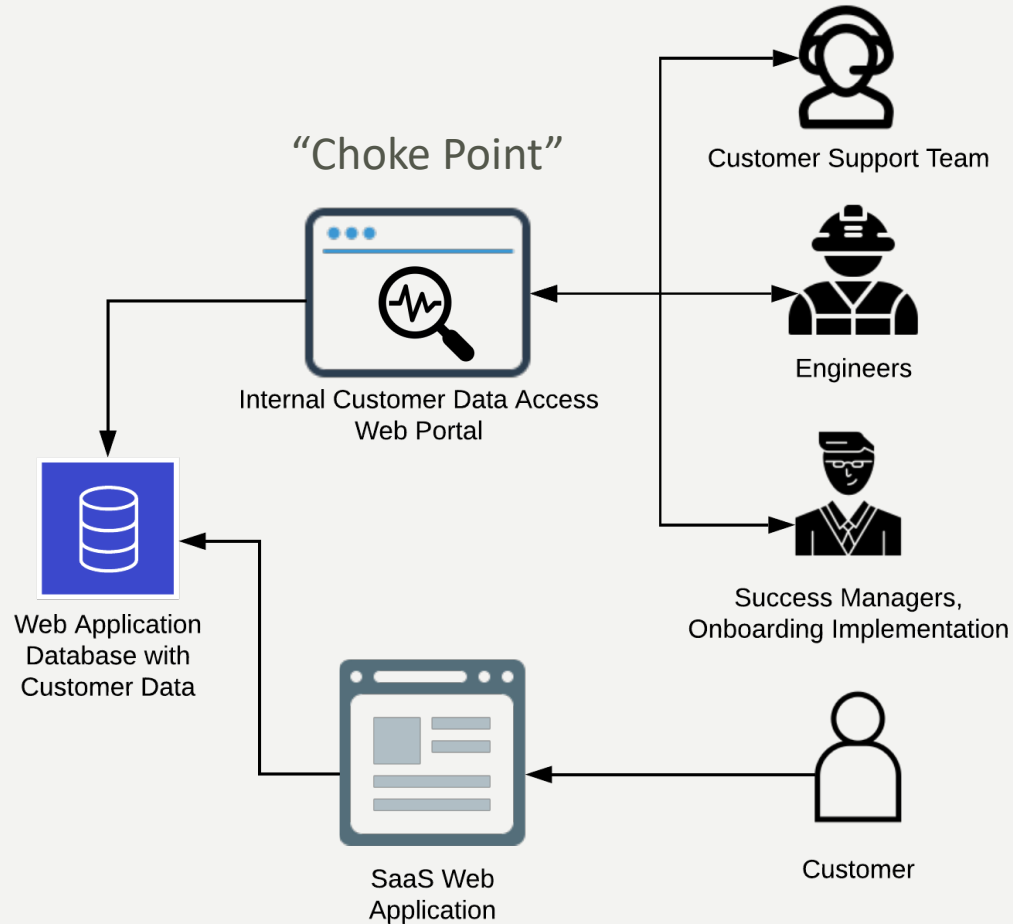 “Choke Point”
Customer Support Team
Internal Customer Data Access
Web Portal
Engineers
Web Application
Database with
Customer Data
Success Managers,
Onboarding Implementation
SaaS Web
Application
Customer